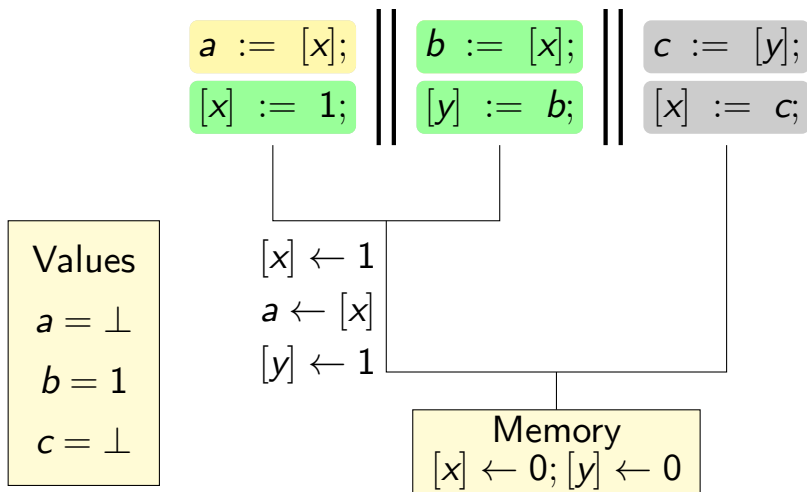 a := [x]; b := [x]; c := [y];
[x] := 1; [y] := b; [x] := c;
Values
a = ⊥
b = 1
c = ⊥
[x] ← 1
a ← [x]
[y] ← 1
Memory
[x] ← 0; [y] ← 0